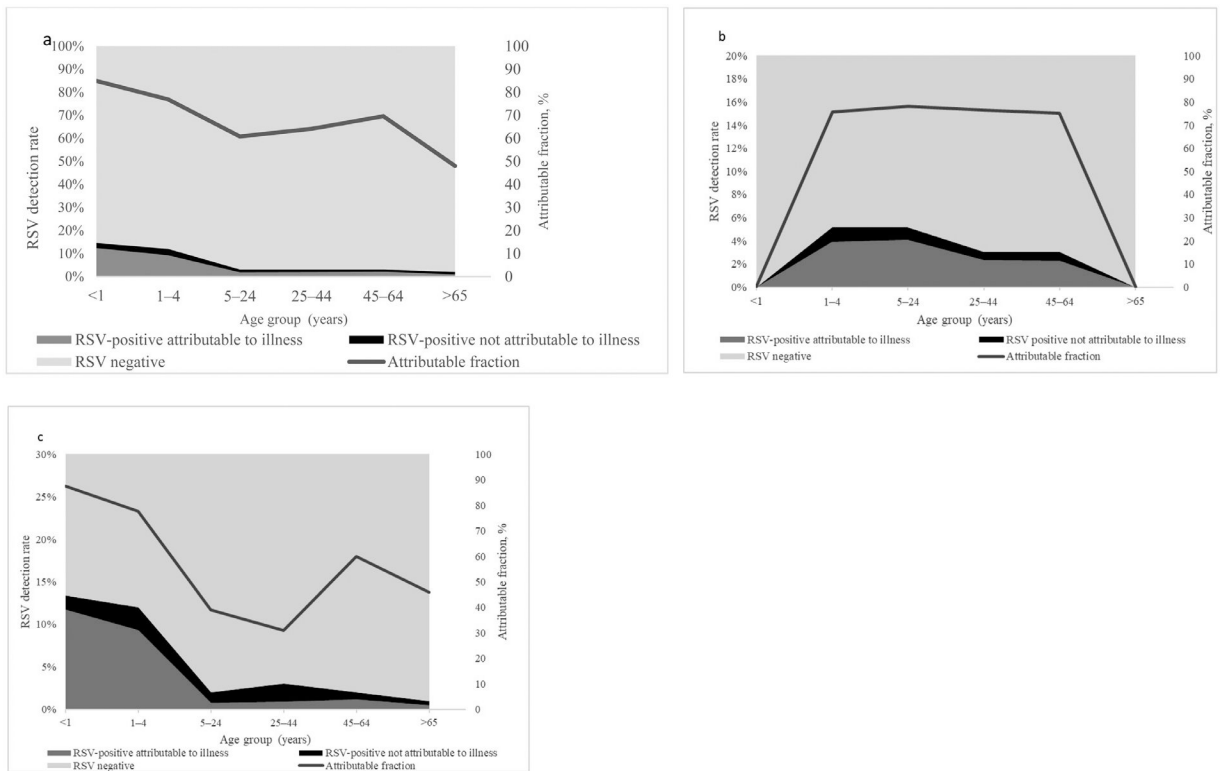 a
100%
90%
80%
70%
60%
50%
40%
30%
20%
10%
0%
RSV detection rate
100
90
80
70
60
50
40
30
20
10
0
Attributable fraction, %
<1 1–4 5–24 25–44 45–64 >65
Age group (years)
RSV-positive attributable to illness RSV-positive not attributable to illness
RSV negative Attributable fraction
b
20%
18%
16%
14%
12%
10%
8%
6%
4%
2%
0%
RSV detection rate
100
90
80
70
60
50
40
30
20
10
0
Attributable fraction, %
<1 1–4 5–24 25–44 45–64 >65
Age group (years)
RSV-positive attributable to illness RSV positive not attributable to illness
RSV negative Attributable fraction
c
30%
25%
20%
15%
10%
5%
0%
RSV detection rate
100
90
80
70
60
50
40
30
20
10
0
Attributable fraction, %
<1 1–4 5–24 25–44 45–64 >65
Age group (years)
RSV-positive attributable to illness RSV-positive not attributable to illness
RSV negative Attributable fraction